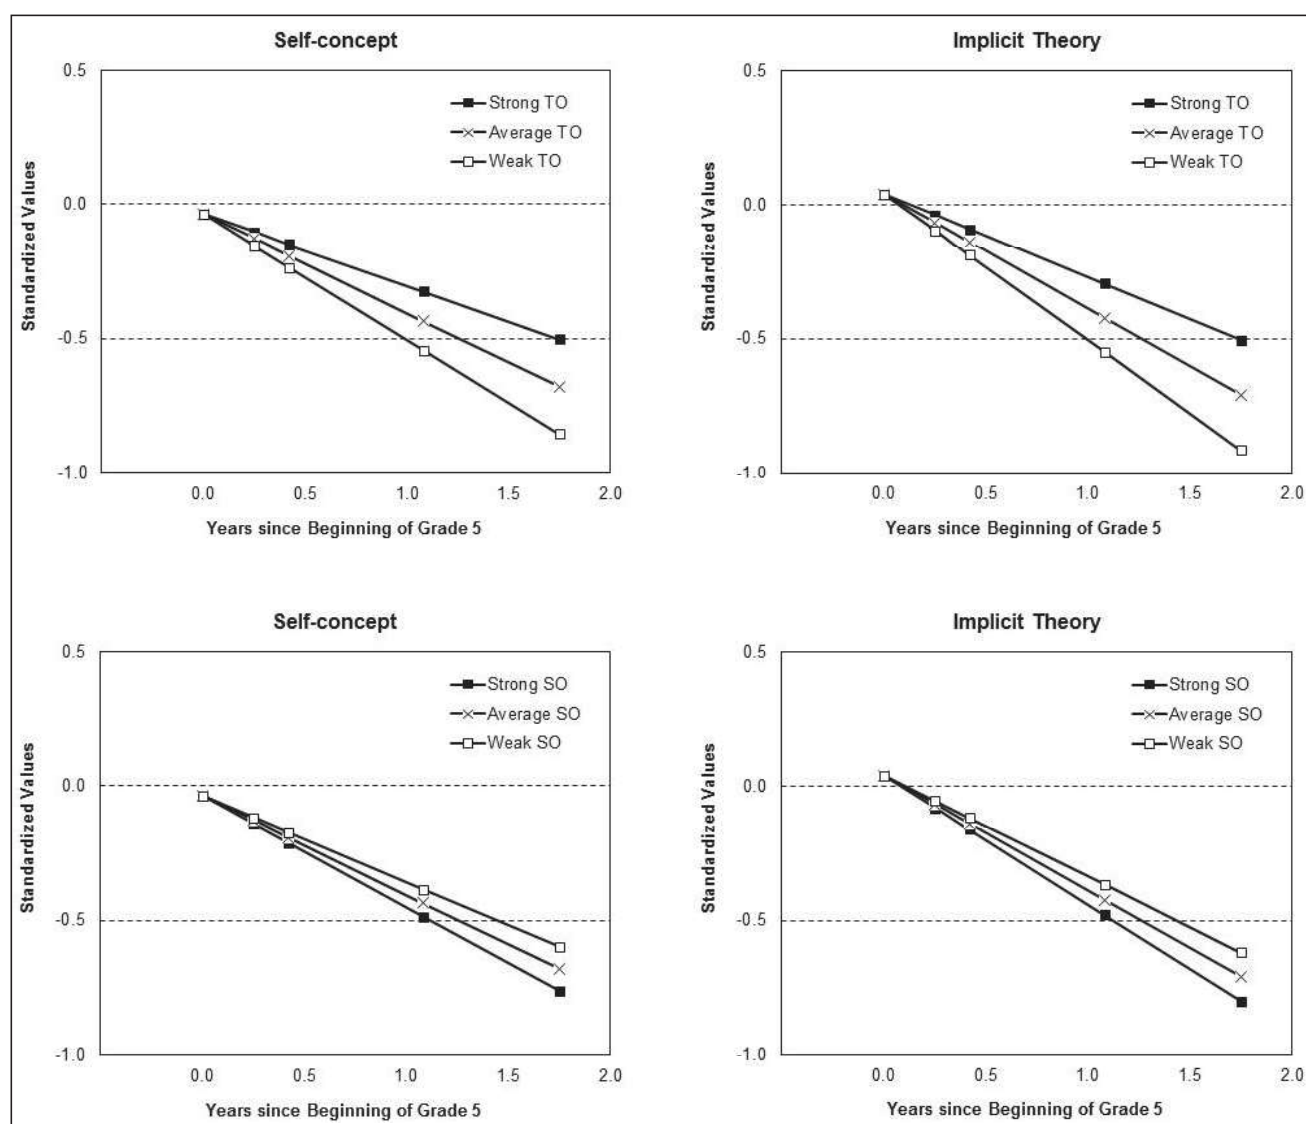 Self-concept
0.5
0.0
-0.5
-1.0
Standardized Values
Strong TO
Average TO
Weak TO
0.0 0.5 1.0 1.5 2.0
Years since Beginning of Grade 5
Implicit Theory
0.5
0.0
-0.5
-1.0
Standardized Values
Strong TO
Average TO
Weak TO
0.0 0.5 1.0 1.5 2.0
Years since Beginning of Grade 5
Self-concept
0.5
0.0
-0.5
-1.0
Standardized Values
Strong SO
Average SO
Weak SO
0.0 0.5 1.0 1.5 2.0
Years since Beginning of Grade 5
Implicit Theory
0.5
0.0
-0.5
-1.0
Standardized Values
Strong SO
Average SO
Weak SO
0.0 0.5 1.0 1.5 2.0
Years since Beginning of Grade 5